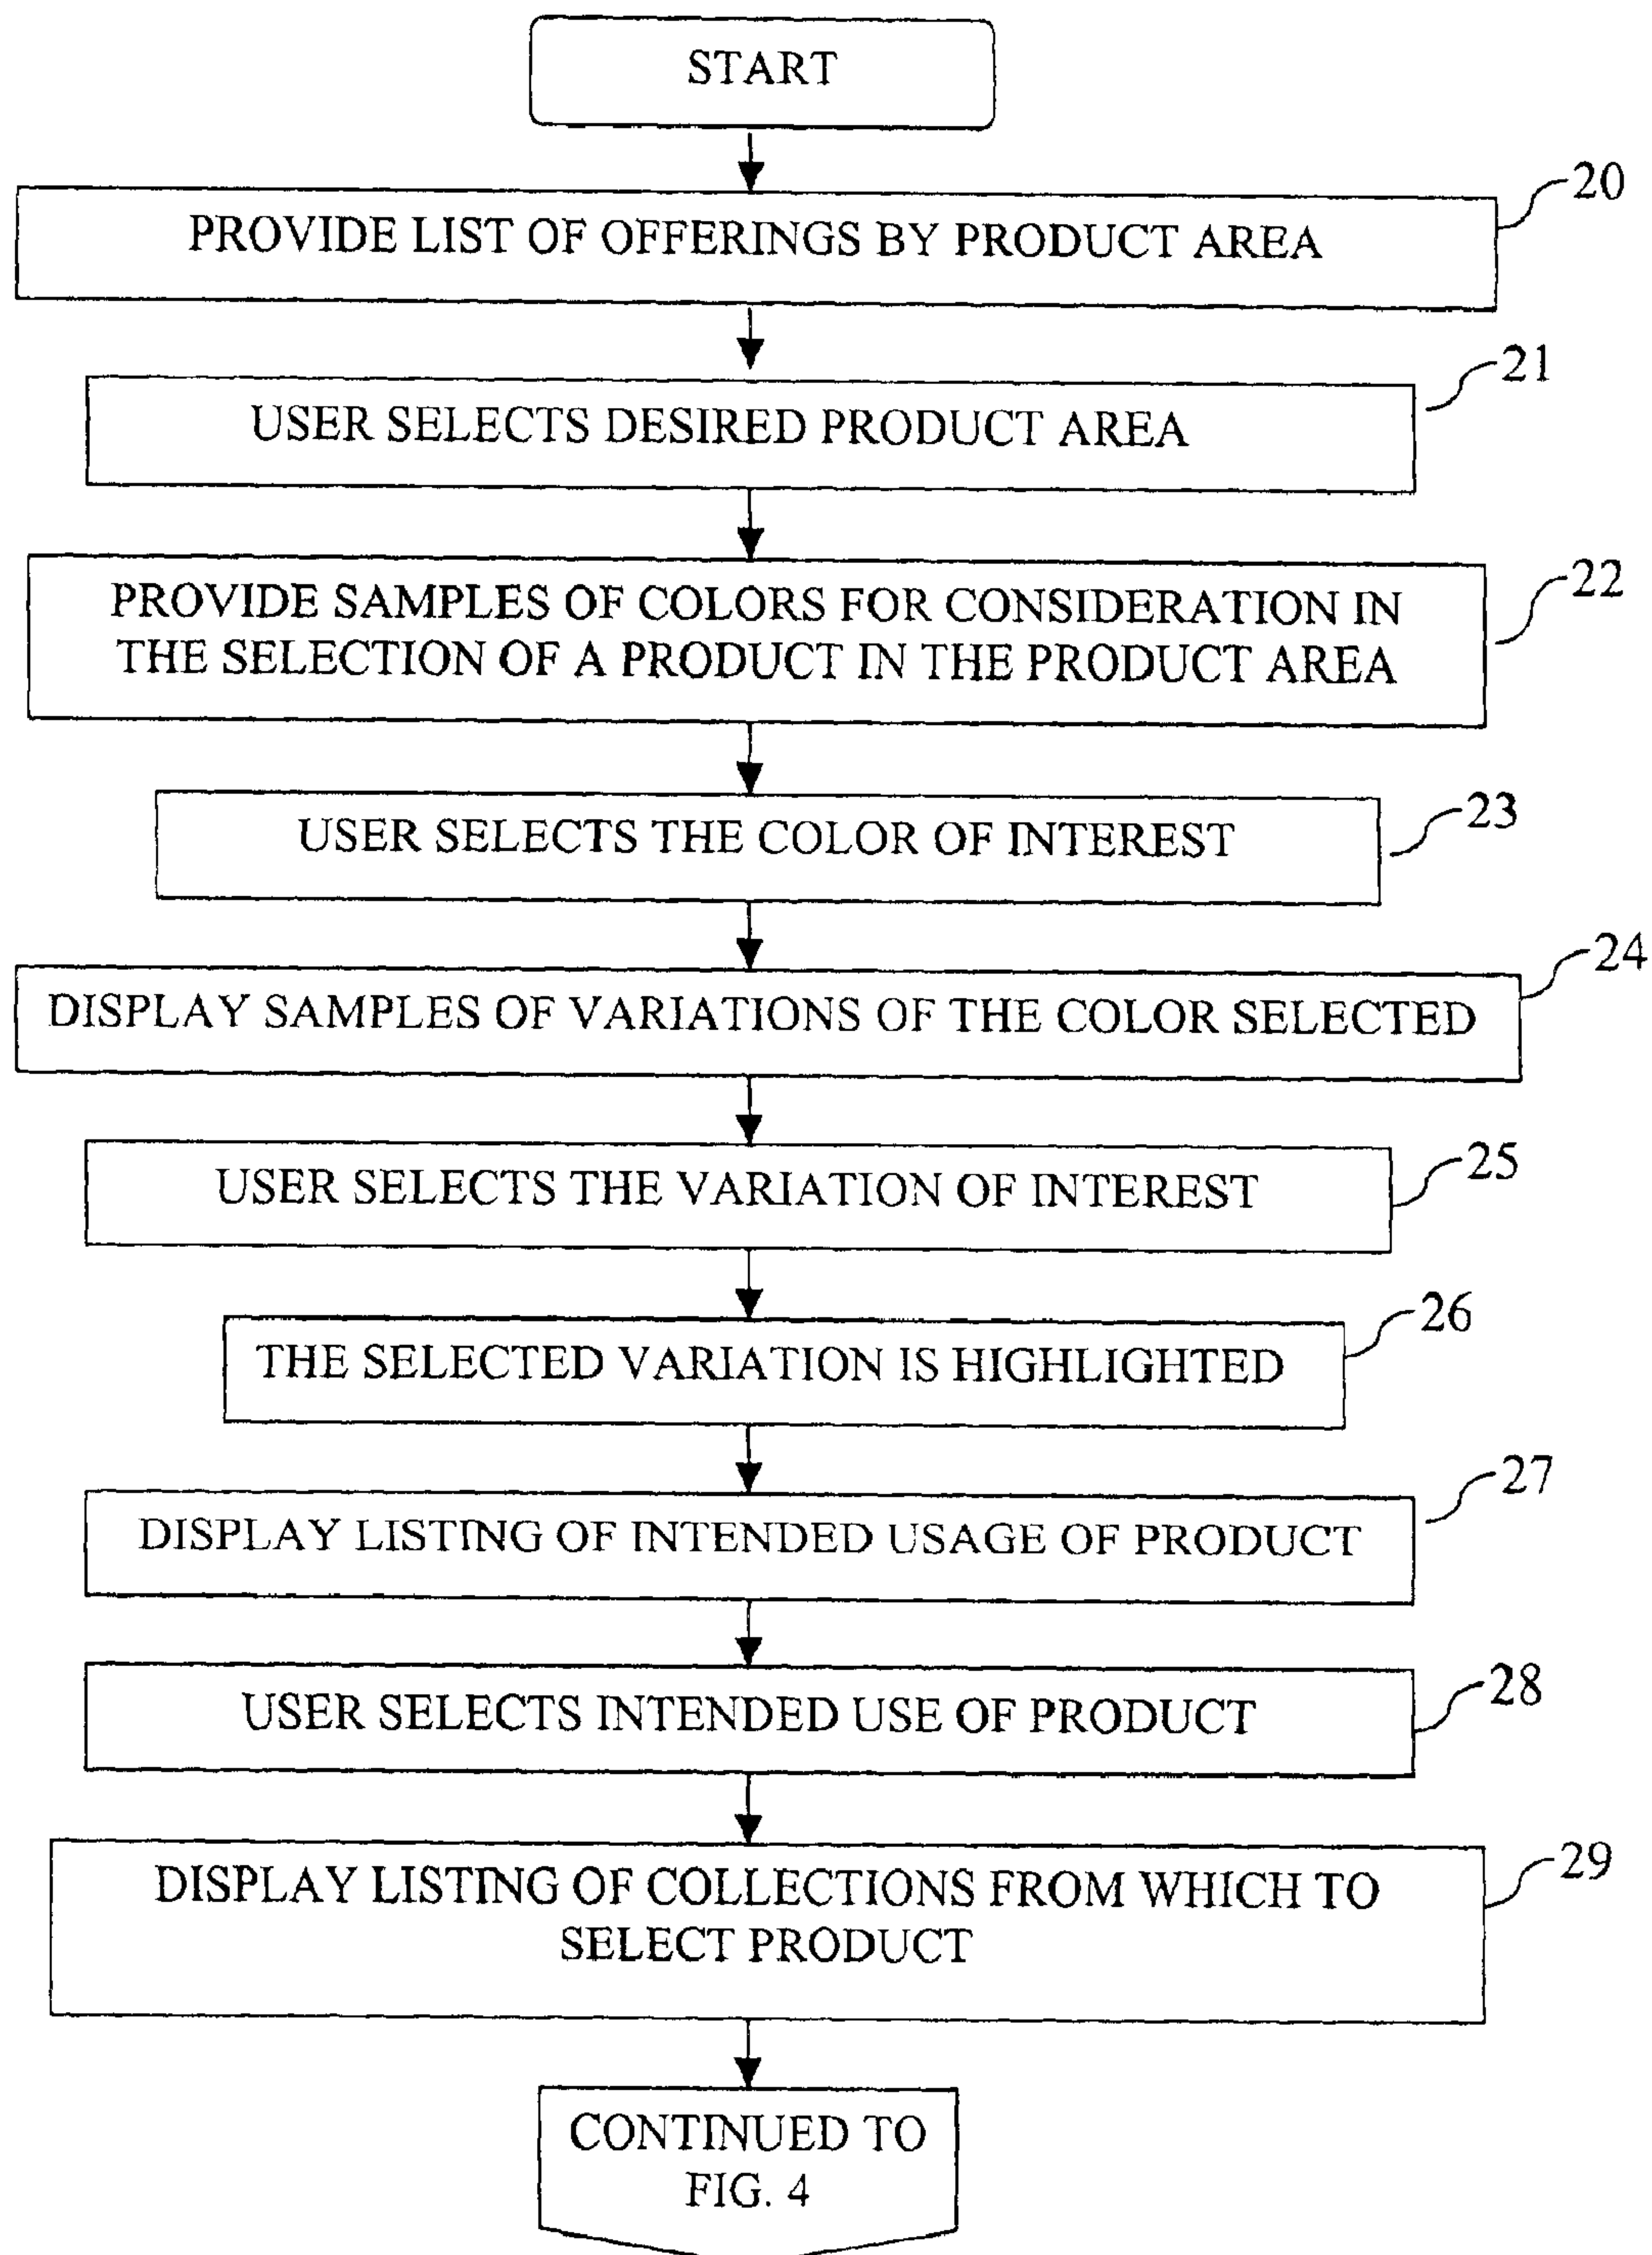 START
20
PROVIDE LIST OF OFFERINGS BY PRODUCT AREA
21
USER SELECTS DESIRED PRODUCT AREA
22
PROVIDE SAMPLES OF COLORS FOR CONSIDERATION IN
THE SELECTION OF A PRODUCT IN THE PRODUCT AREA
23
USER SELECTS THE COLOR OF INTEREST
24
DISPLAY SAMPLES OF VARIATIONS OF THE COLOR SELECTED
25
USER SELECTS THE VARIATION OF INTEREST
26
THE SELECTED VARIATION IS HIGHLIGHTED
27
DISPLAY LISTING OF INTENDED USAGE OF PRODUCT
28
USER SELECTS INTENDED USE OF PRODUCT
29
DISPLAY LISTING OF COLLECTIONS FROM WHICH TO
SELECT PRODUCT
CONTINUED TO
FIG. 4